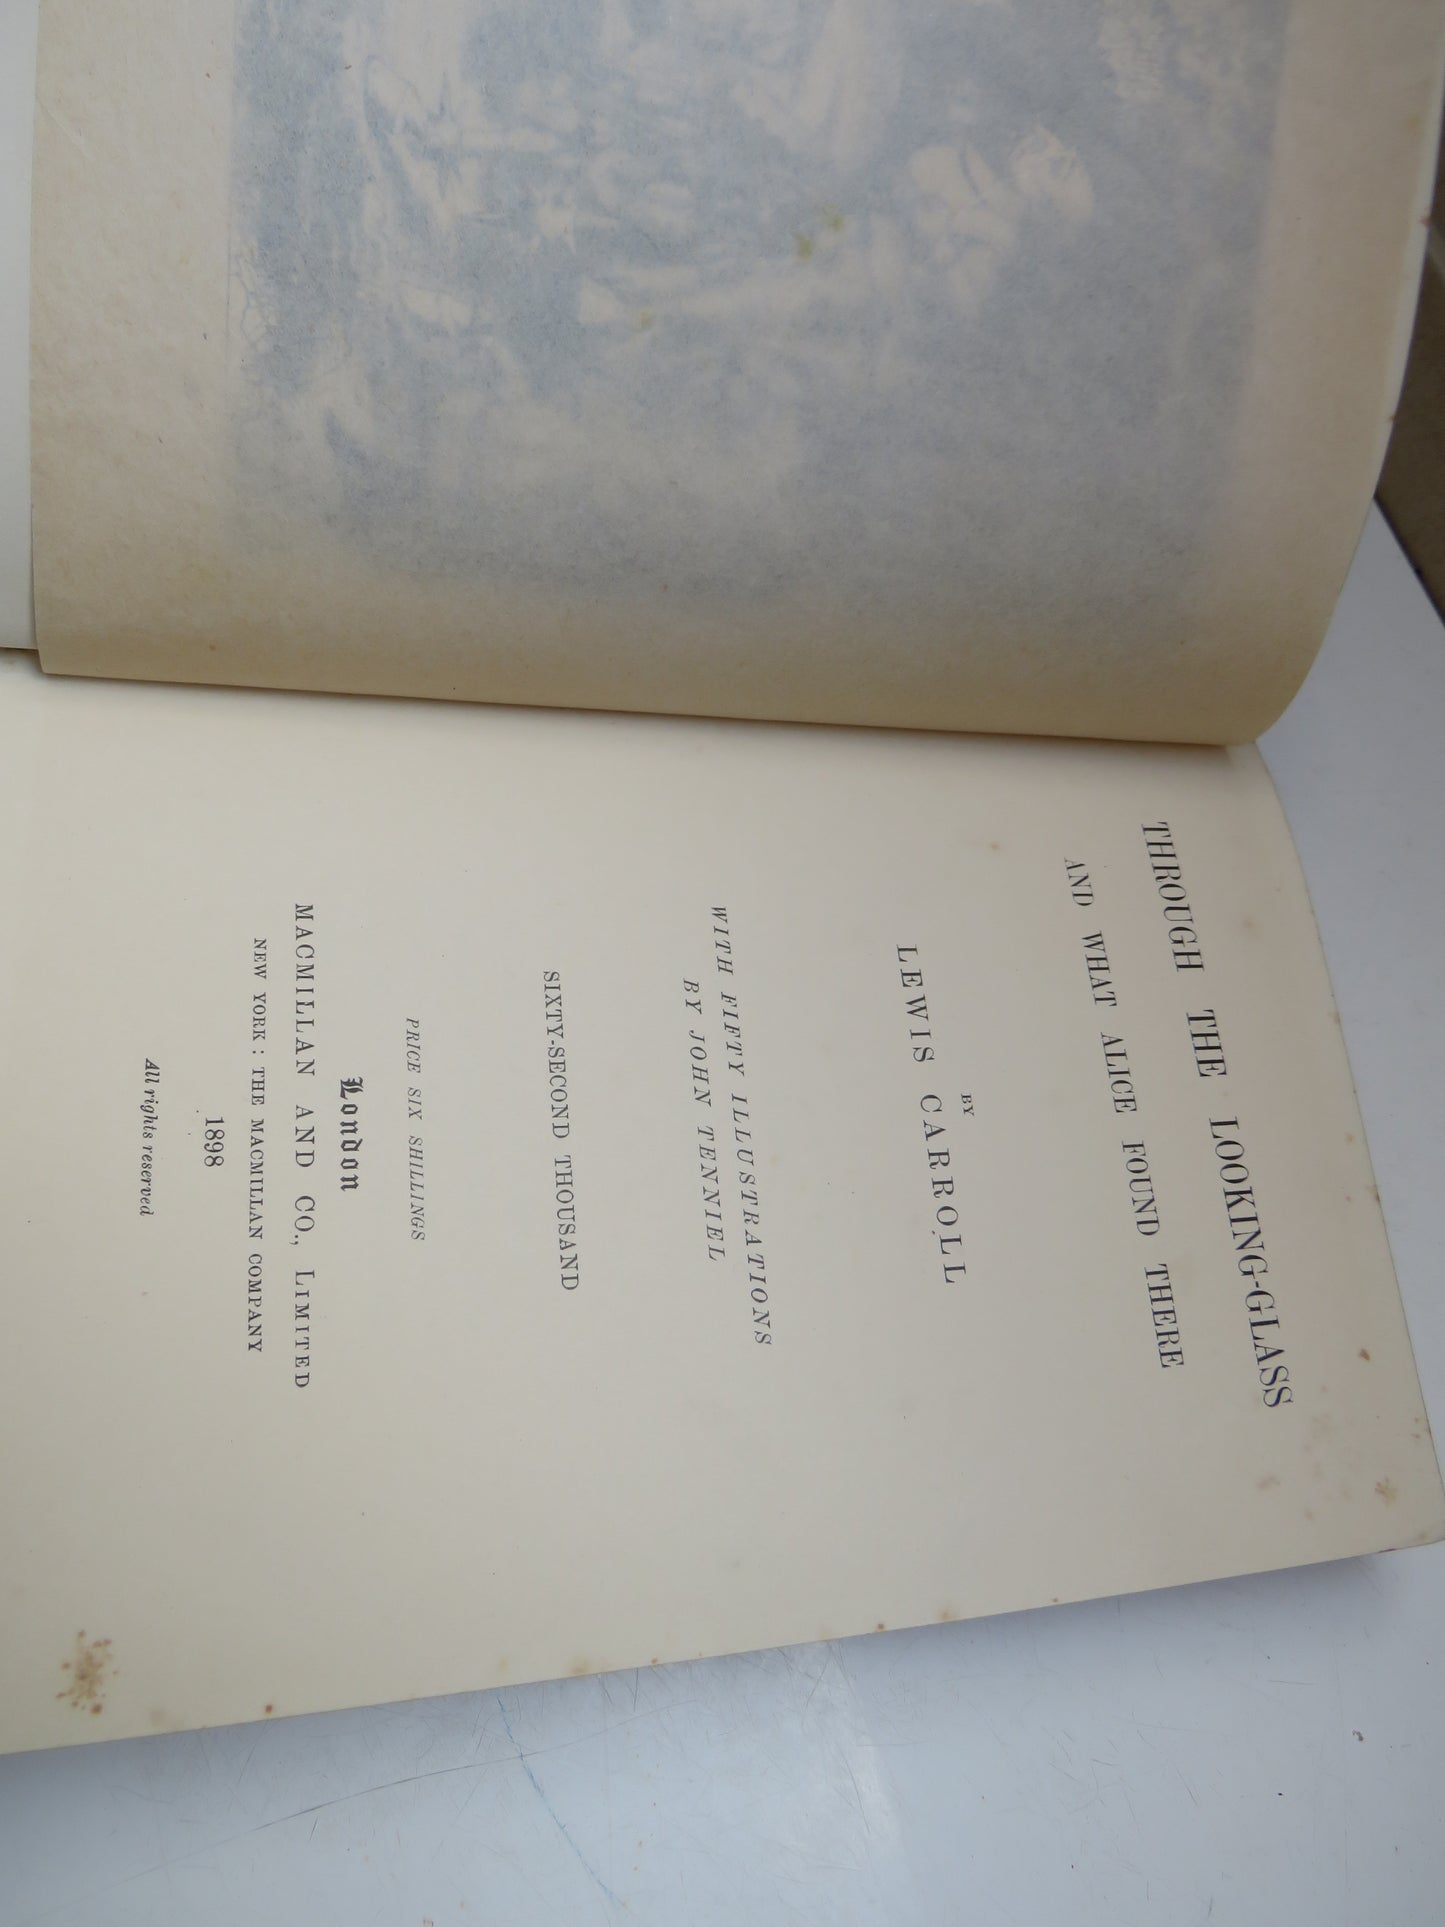 THROUGH THE LOOKING-GLASS
AND WHAT ALICE FOUND THERE
BY
LEWIS CARROLL
WITH FIFTY ILLUSTRATIONS
BY JOHN TENNIEL
SIXTY-SECOND THOUSAND
PRICE SIX SHILLINGS
London
MACMILLAN AND CO., LIMITED
NEW YORK: THE MACMILLAN COMPANY
1898
All rights reserved